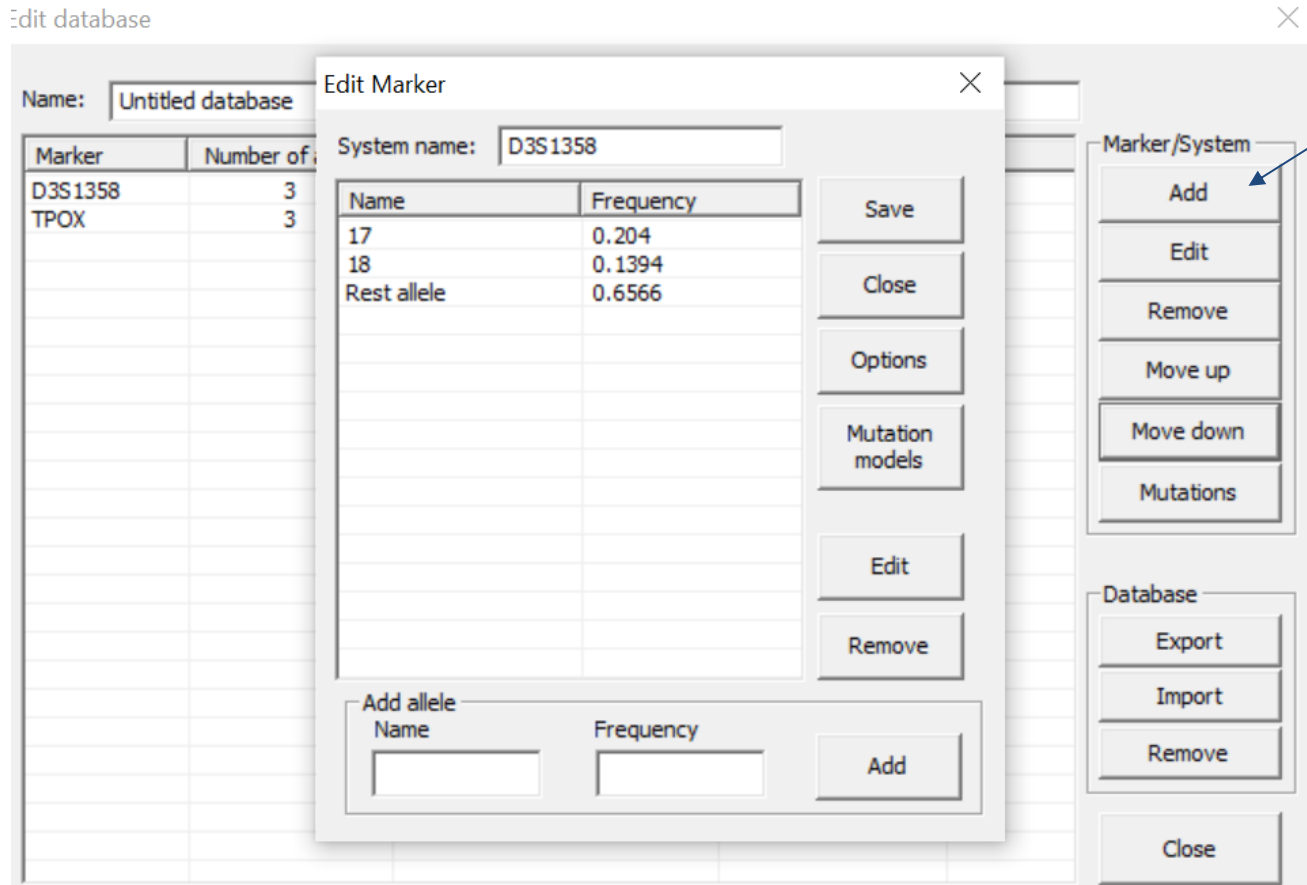 Edit database
Name: Untitled database
Marker Number of
D3S1358 3
TPOX 3
Edit Marker
System name: D3S1358
Name Frequency
17 0.204
18 0.1394
Rest allele 0.6566
Save
Close
Options
Mutation
models
Edit
Remove
Add allele
Name Frequency
Add
Marker/System
Add
Edit
Remove
Move up
Move down
Mutations
Database
Export
Import
Remove
Close